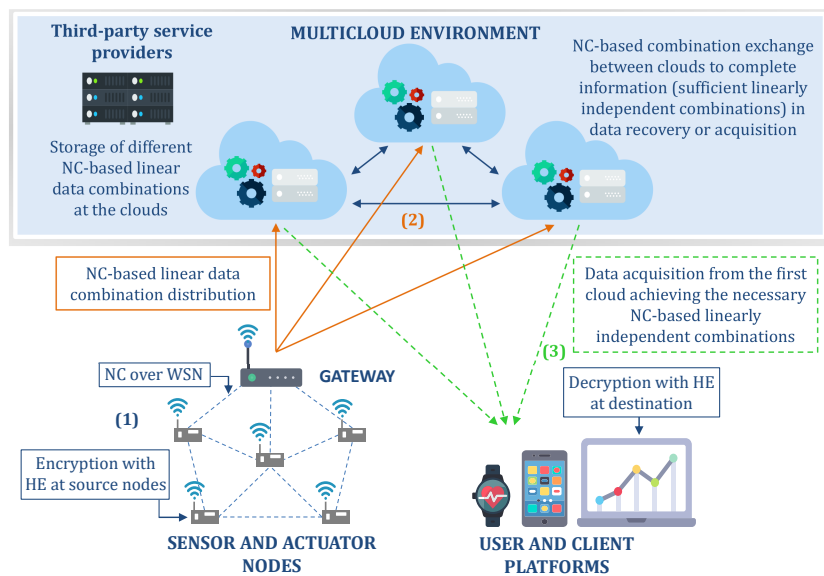 Third-party service
providers
MULTICLOUD ENVIRONMENT
NC-based combination exchange
between clouds to complete
information (sufficient linearly
independent combinations) in
data recovery or acquisition
Storage of different
NC-based linear
data combinations
at the clouds
(2)
NC-based linear data
combination distribution
Data acquisition from the first
cloud achieving the necessary
NC-based linearly
independent combinations
(3)
NC over WSN
GATEWAY
Decryption with HE
at destination
(1)
Encryption with
HE at source nodes
SENSOR AND ACTUATOR
NODES
USER AND CLIENT
PLATFORMS